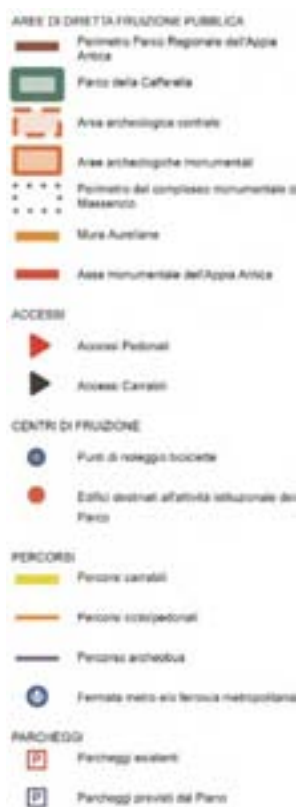 AREE DI DIRETTA FRUIZIONE PUBBLICA
Perimetro Parco Regionale dell'Appia
Antica
Parco della Caffarella
Area archeologica centrale
Aree archeologiche monumentali
Perimetro del complesso monumentale di
Massenzio
Mura Aureliane
Asse monumentale dell'Appia Antica
ACCESSI
Accessi Pedonali
Accessi Carrabili
CENTRI DI FRUIZIONE
Punti di noleggio biciclette
Edifici destinati all'attività istituzionale del
Parco
PERCORSI
Percorsi carrabili
Percorsi ciclopedonali
Percorso archeobus
Fermata metro e/o ferrovia metropolitana
PARCHEGGI
P Parcheggi esistenti
P Parcheggi previsti dal Piano